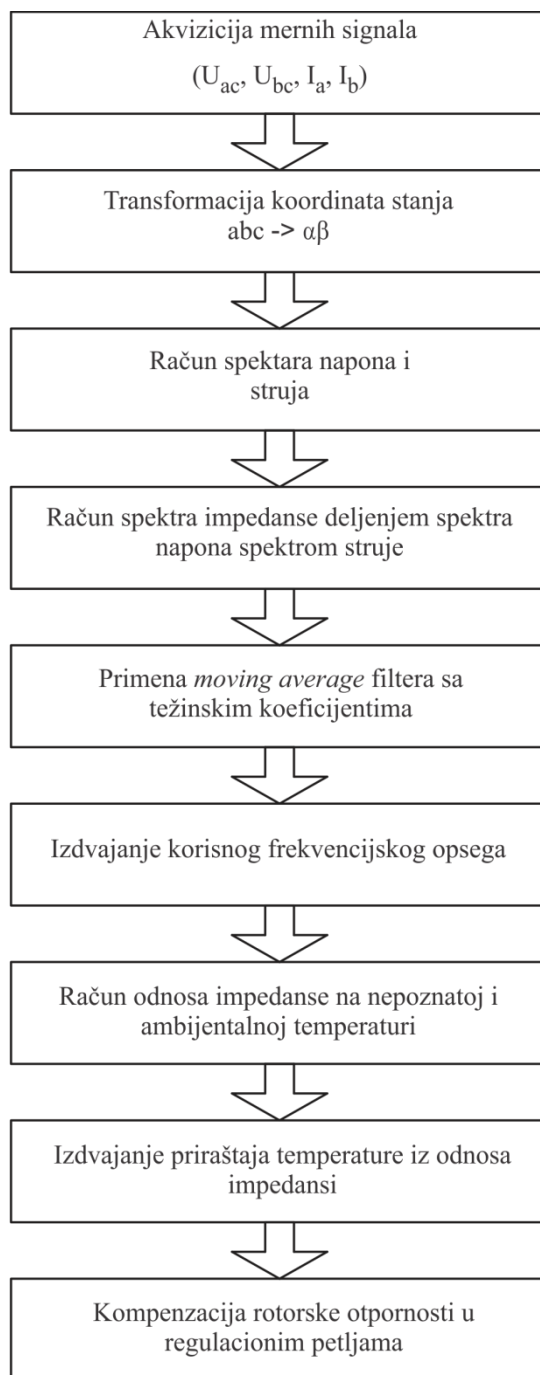 Akvizicija mernih signala
(Uac, Ubc, Ia, Ib)
Transformacija koordinata stanja
abc -> αβ
Račun spektara napona i
struja
Račun spektra impedanse deljenjem spektra
napona spektrom struje
Primena moving average filtera sa
težinskim koeficijentima
Izdvajanje korisnog frekvencijskog opsega
Račun odnosa impedanse na nepoznatoj i
ambijentalnoj temperaturi
Izdvajanje priraštaja temperature iz odnosa
impedansi
Kompenzacija rotorske otpornosti u
regulacionim petljama